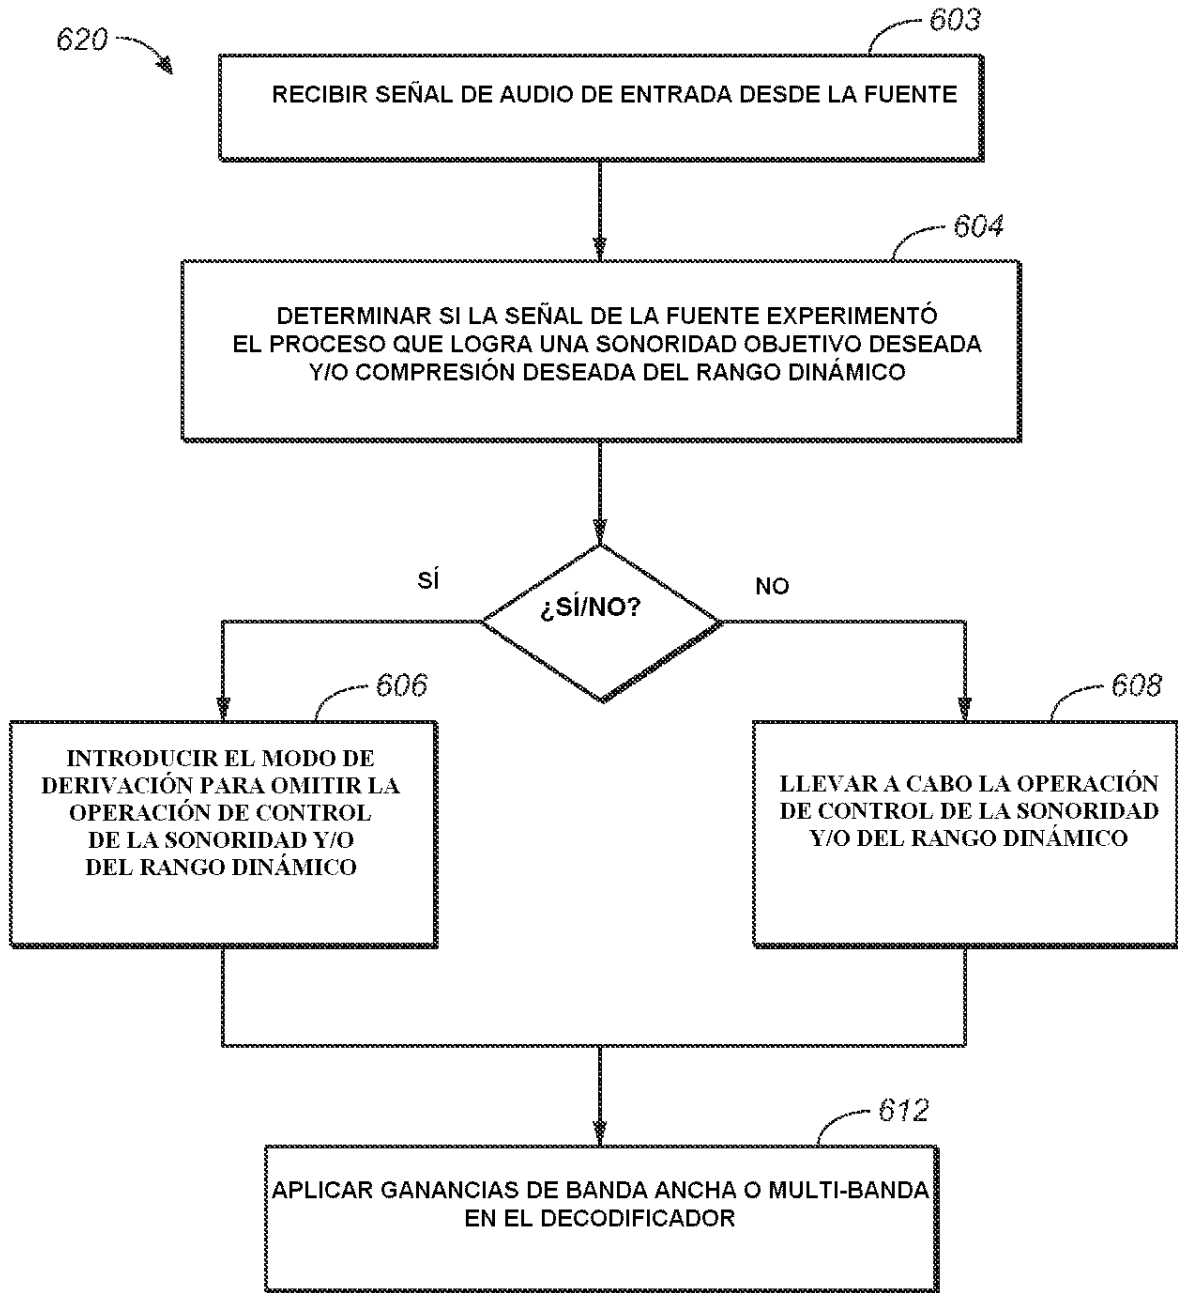 620
603
RECIBIR SEÑAL DE AUDIO DE ENTRADA DESDE LA FUENTE
604
DETERMINAR SI LA SEÑAL DE LA FUENTE EXPERIMENTÓ
EL PROCESO QUE LOGRA UNA SONORIDAD OBJETIVO DESEADA
Y/O COMPRESIÓN DESEADA DEL RANGO DINÁMICO
SÍ
¿SÍ/NO?
NO
606
INTRODUCIR EL MODO DE
DERIVACIÓN PARA OMITIR LA
OPERACIÓN DE CONTROL
DE LA SONORIDAD Y/O
DEL RANGO DINÁMICO
608
LLEVAR A CABO LA OPERACIÓN
DE CONTROL DE LA SONORIDAD
Y/O DEL RANGO DINÁMICO
612
APLICAR GANANCIAS DE BANDA ANCHA O MULTI-BANDA
EN EL DECODIFICADOR